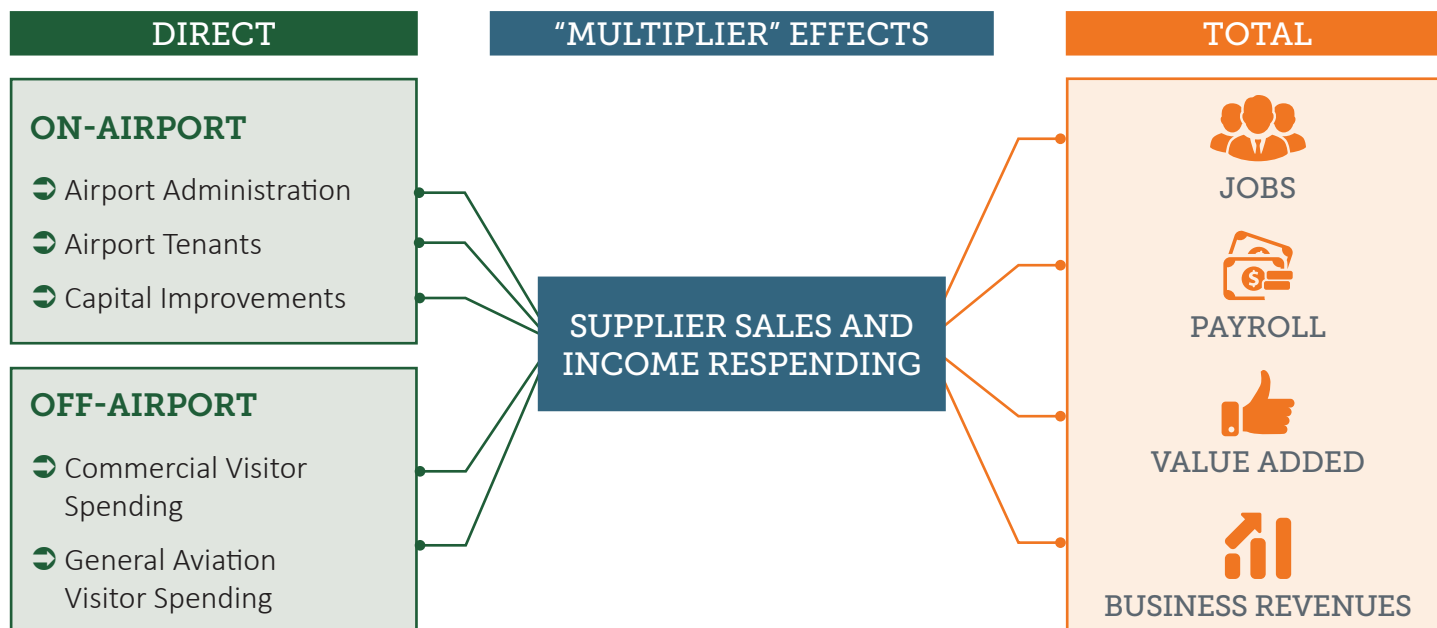 DIRECT
“MULTIPLIER” EFFECTS
TOTAL
ON-AIRPORT
Airport Administration
Airport Tenants
Capital Improvements
OFF-AIRPORT
Commercial Visitor
Spending
General Aviation
Visitor Spending
SUPPLIER SALES AND
INCOME RESPENDING
JOBS
PAYROLL
VALUE ADDED
BUSINESS REVENUES